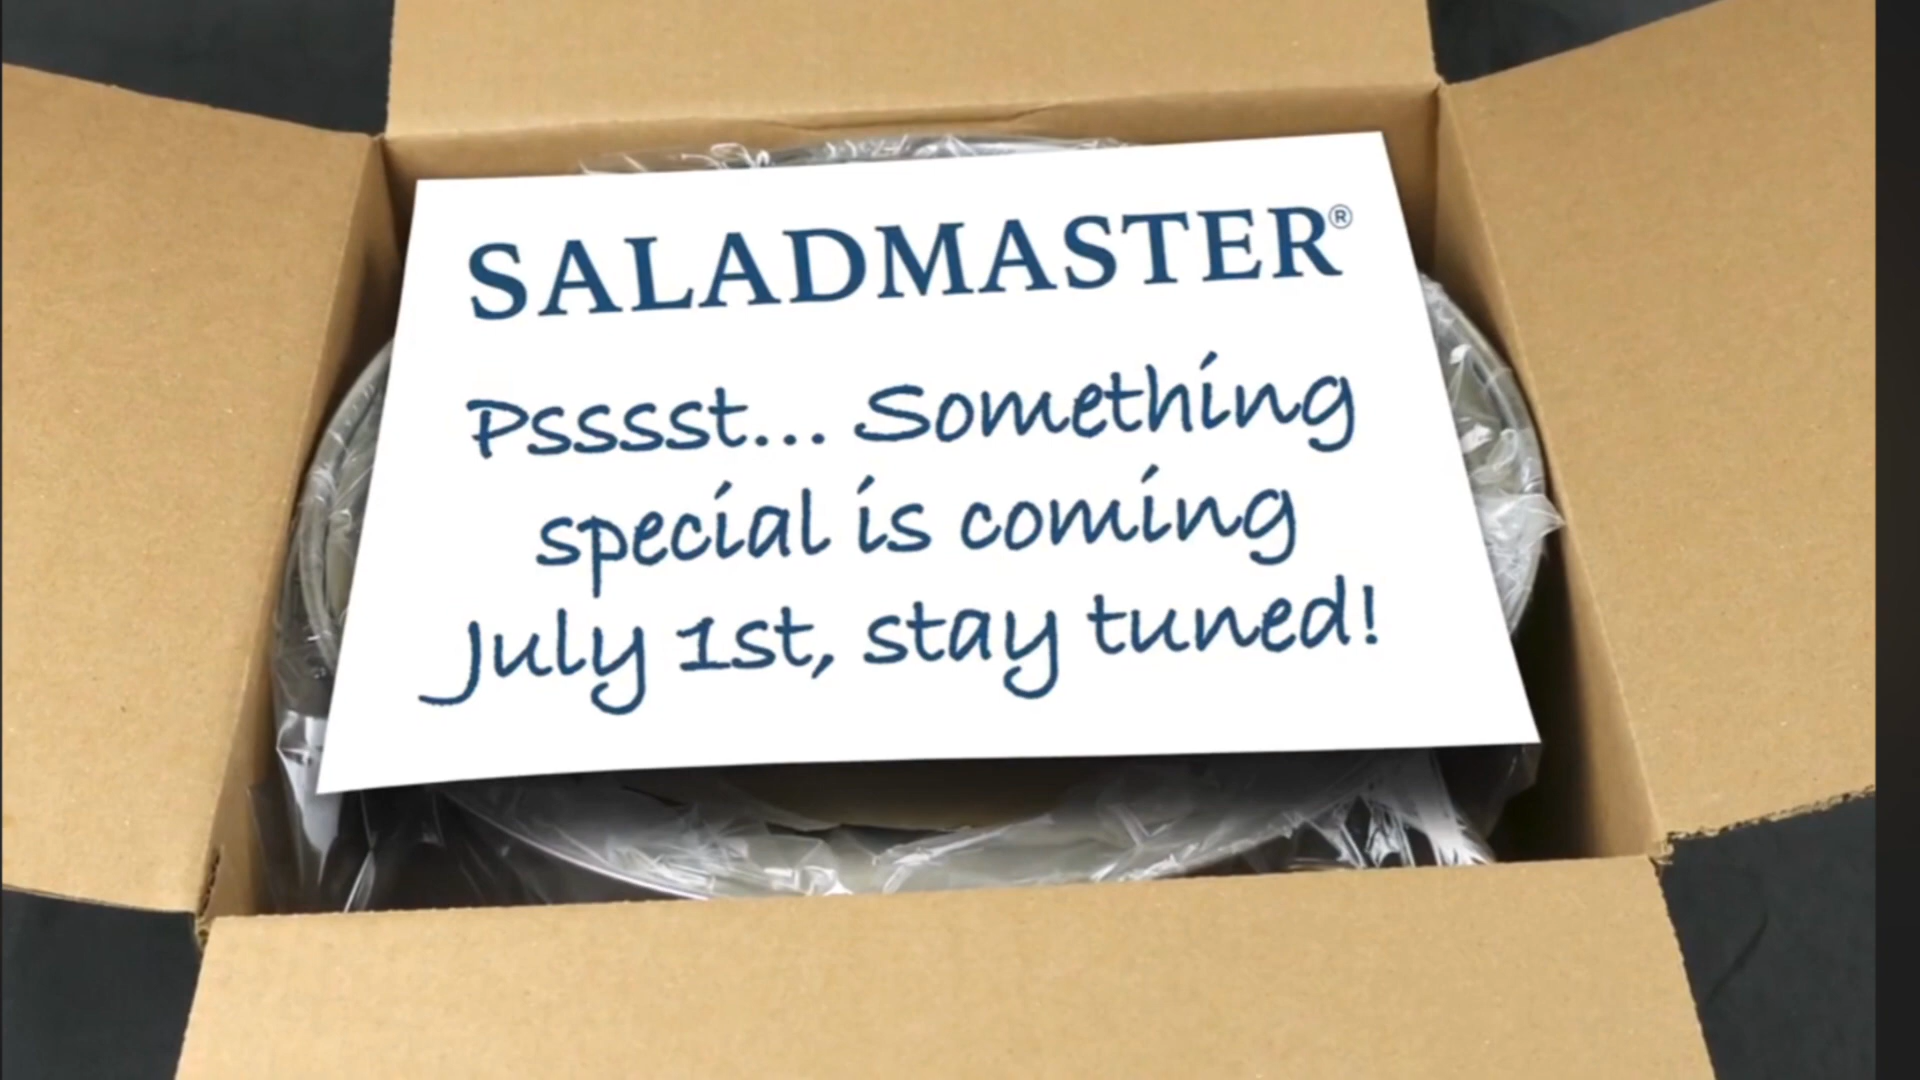 SALADMASTER®
Psssst... Something
special is coming
July 1st, stay tuned!